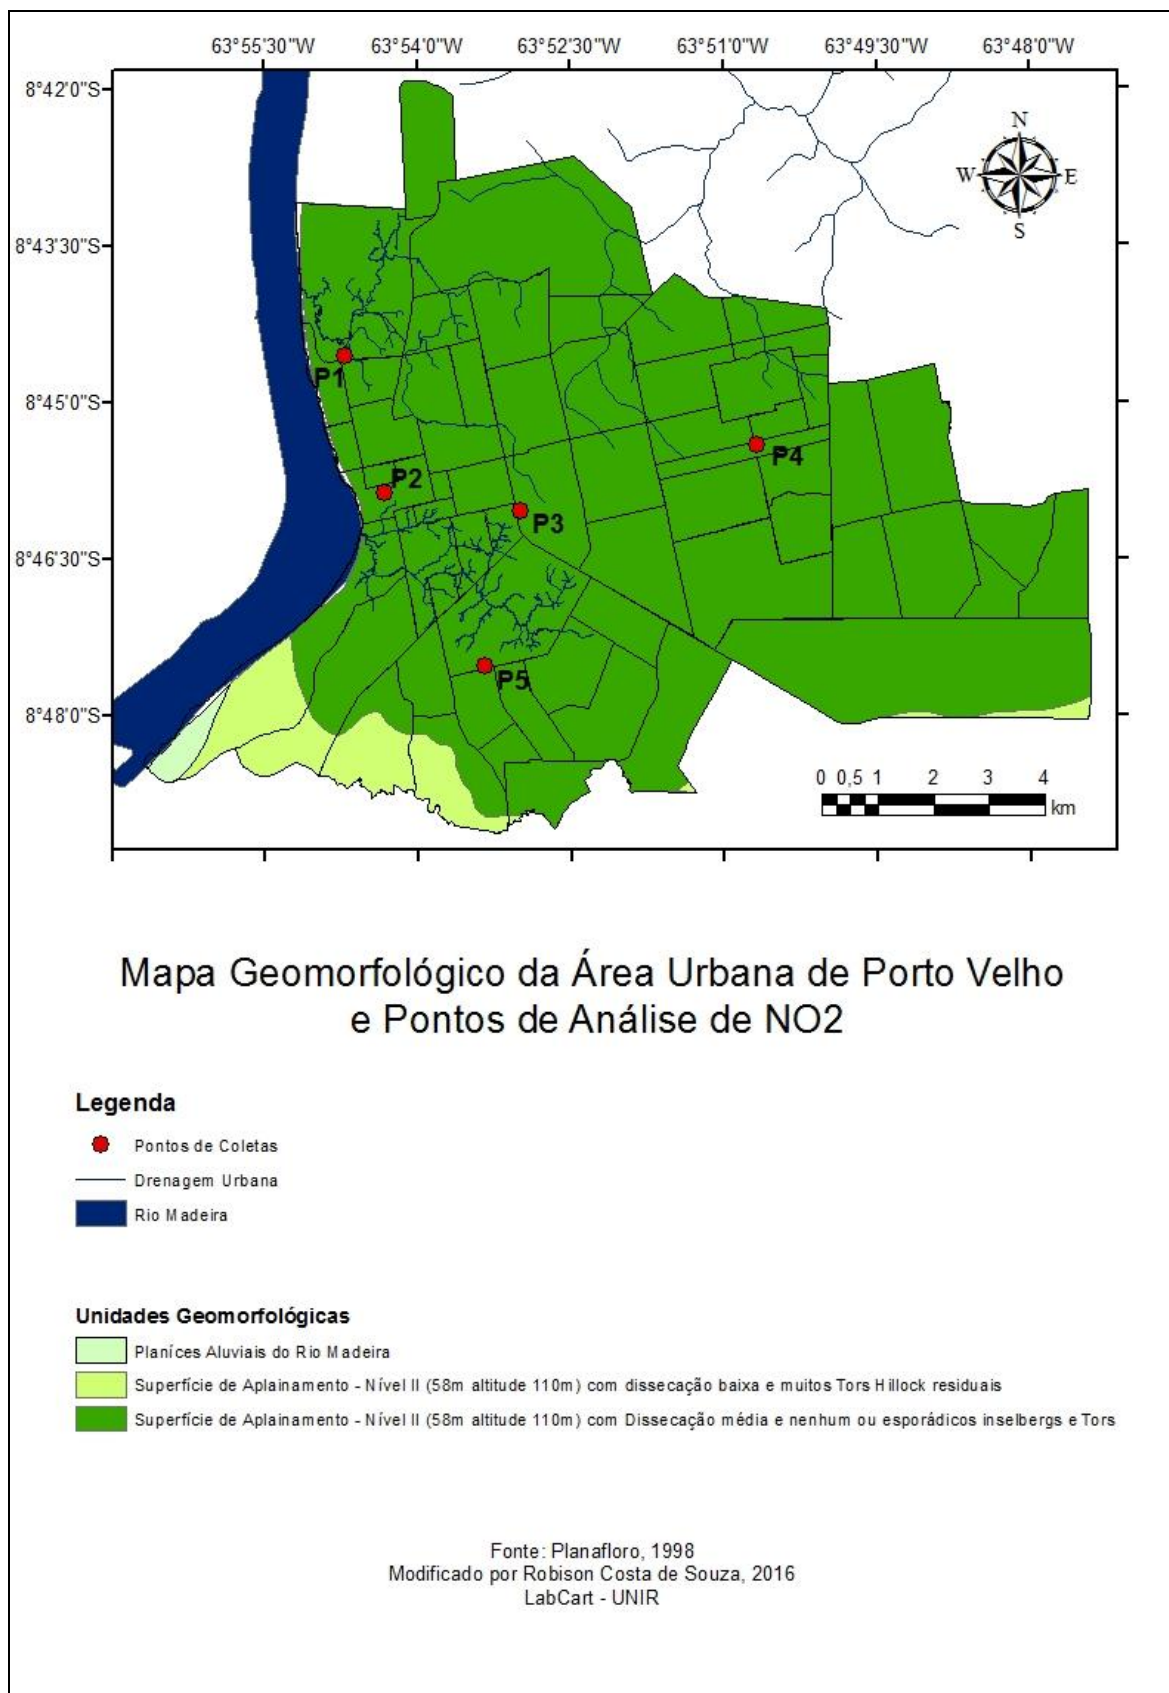 63°55'30"W 63°54'0"W 63°52'30"W 63°51'0"W 63°49'30"W 63°48'0"W
8°42'0"S
N
W E
S
8°43'30"S
P1
8°45'0"S
P4
P2
P3
8°46'30"S
P5
8°48'0"S
0 0,5 1 2 3 4
km
Mapa Geomorfológico da Área Urbana de Porto Velho
e Pontos de Análise de NO2
Legenda
Pontos de Coletas
Drenagem Urbana
Rio Madeira
Unidades Geomorfológicas
Planíces Aluviais do Rio Madeira
Superfície de Aplainamento - Nível II (58m altitude 110m) com dissecação baixa e muitos Tors Hillock residuais
Superfície de Aplainamento - Nível II (58m altitude 110m) com Dissecação média e nenhum ou esporádicos inselbergs e Tors
Fonte: Planafloro, 1998
Modificado por Robison Costa de Souza, 2016
LabCart - UNIR